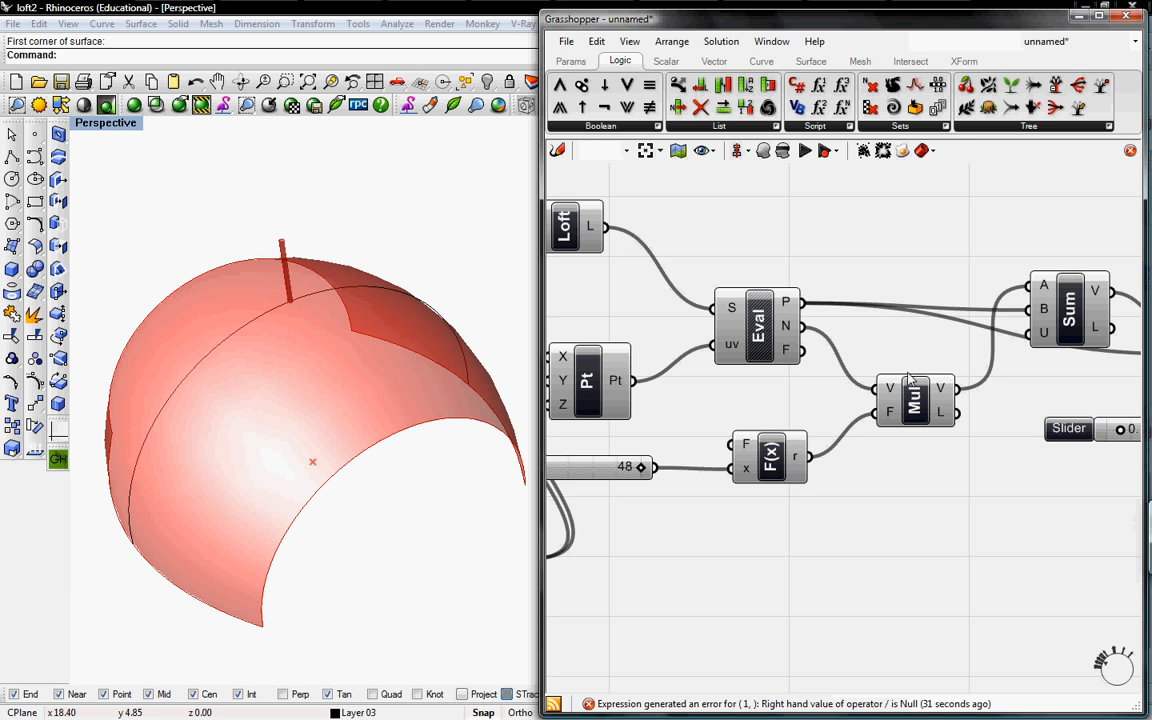 loft2 - Rhinoceros (Educational) - [Perspective]
File Edit View Curve Surface Solid Mesh Dimension Transform Tools Analyze Render Monkey V-Ray
First corner of surface:
Command:
Perspective
rpc
GH
End Near Point Mid Cen Int Perp Tan Quad Knot Project STrac
CPlane x 18.40 y 4.85 z 0.00 Layer 03 Snap Ortho
Grasshopper - unnamed*
File Edit View Arrange Solution Window Help unnamed*
Params Logic Scalar Vector Curve Surface Mesh Intersect XForm
Boolean List Script Sets Tree
Loft L
Eval S uv P N F
Pt X Y Z Pt
Sum A B U V L
Mul V F V L
F(x) F x r
48
Slider 0.
Expression generated an error for (1, ): Right hand value of operator / is Null (31 seconds ago)